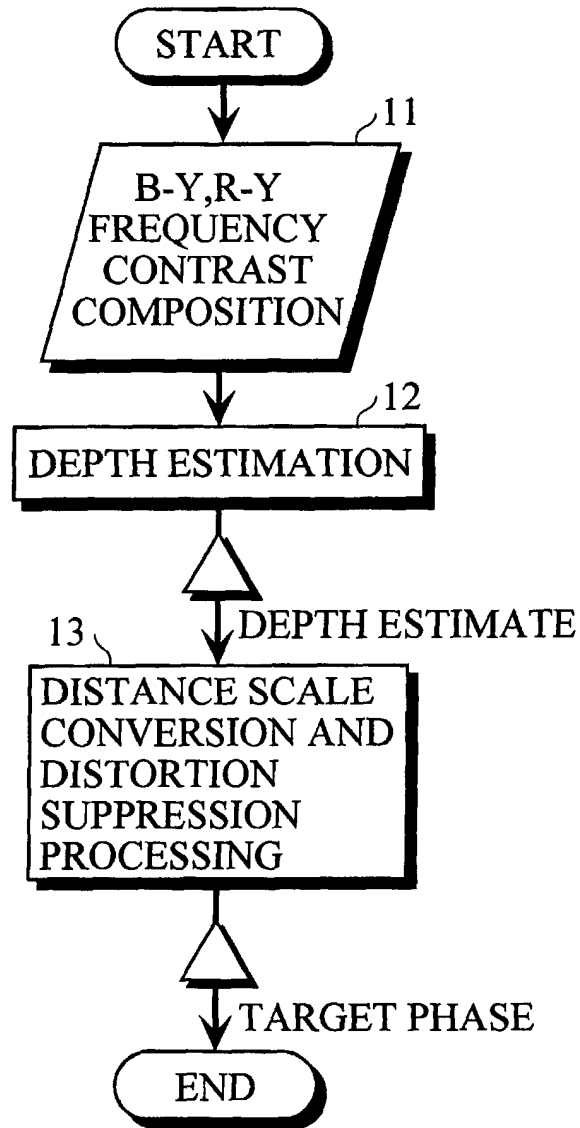 START
11
B-Y,R-Y
FREQUENCY
CONTRAST
COMPOSITION
12
DEPTH ESTIMATION
DEPTH ESTIMATE
13
DISTANCE SCALE
CONVERSION AND
DISTORTION
SUPPRESSION
PROCESSING
TARGET PHASE
END